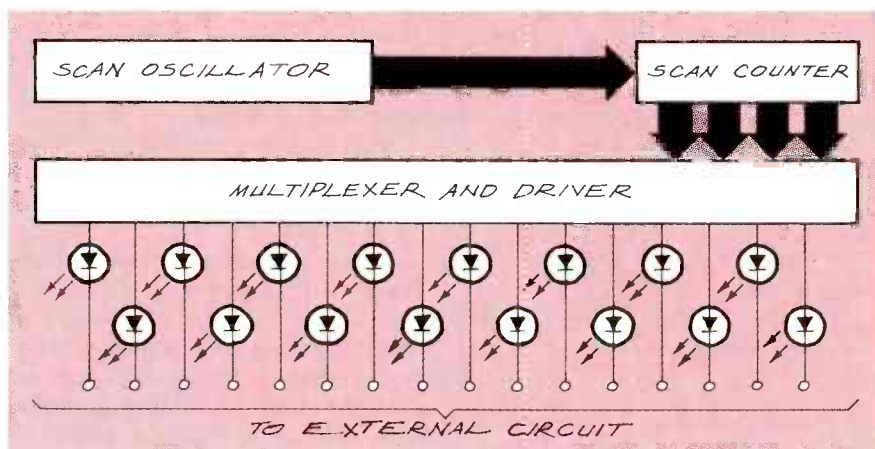 SCAN OSCILLATOR
SCAN COUNTER
MULTIPLEXER AND DRIVER
TO EXTERNAL CIRCUIT